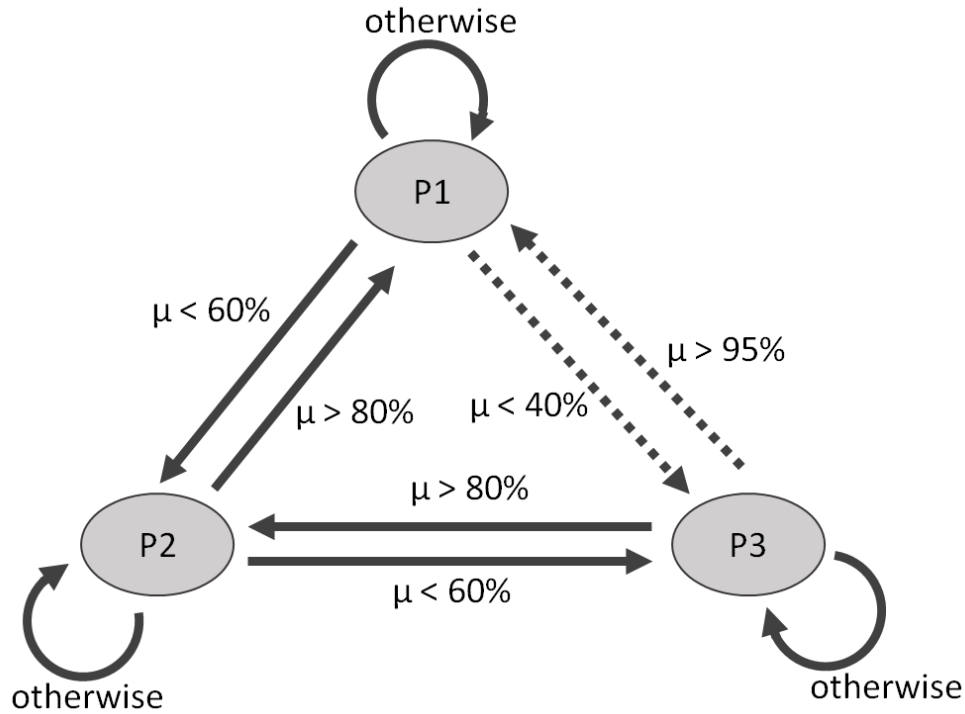 otherwise
P1
μ < 60%
μ > 95%
μ > 80%
μ < 40%
μ > 80%
P2
P3
μ < 60%
otherwise
otherwise